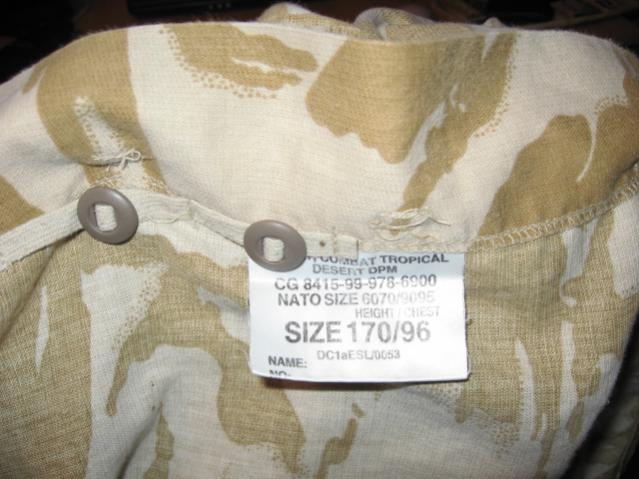 COMBAT TROPICAL
DESERT DPM
CG 8415-99-978-6900
NATO SIZE 6070/9095
HEIGHT / CHEST
SIZE 170/96
DC1aESL/0053
NAME:
NO: